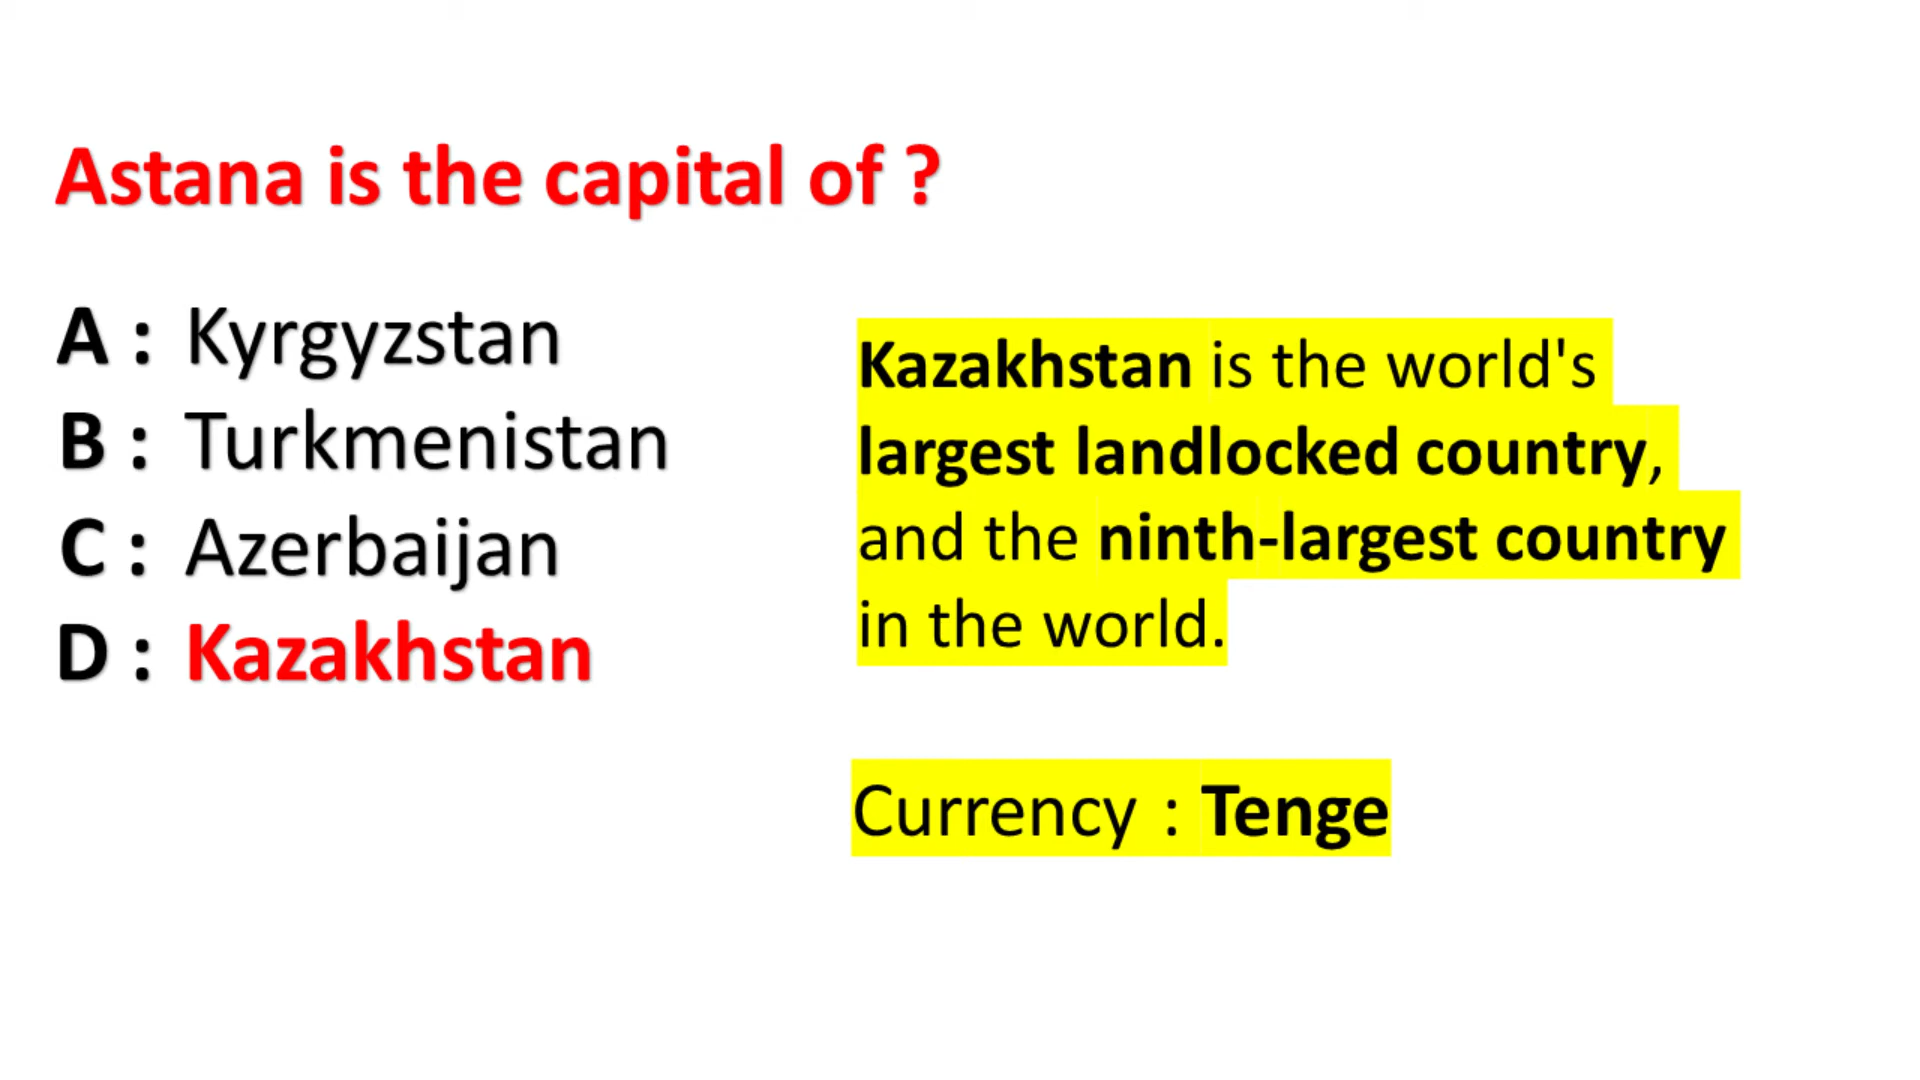 Astana is the capital of ?
A : Kyrgyzstan
B : Turkmenistan
C : Azerbaijan
D : Kazakhstan
Kazakhstan is the world's
largest landlocked country,
and the ninth-largest country
in the world.
Currency : Tenge